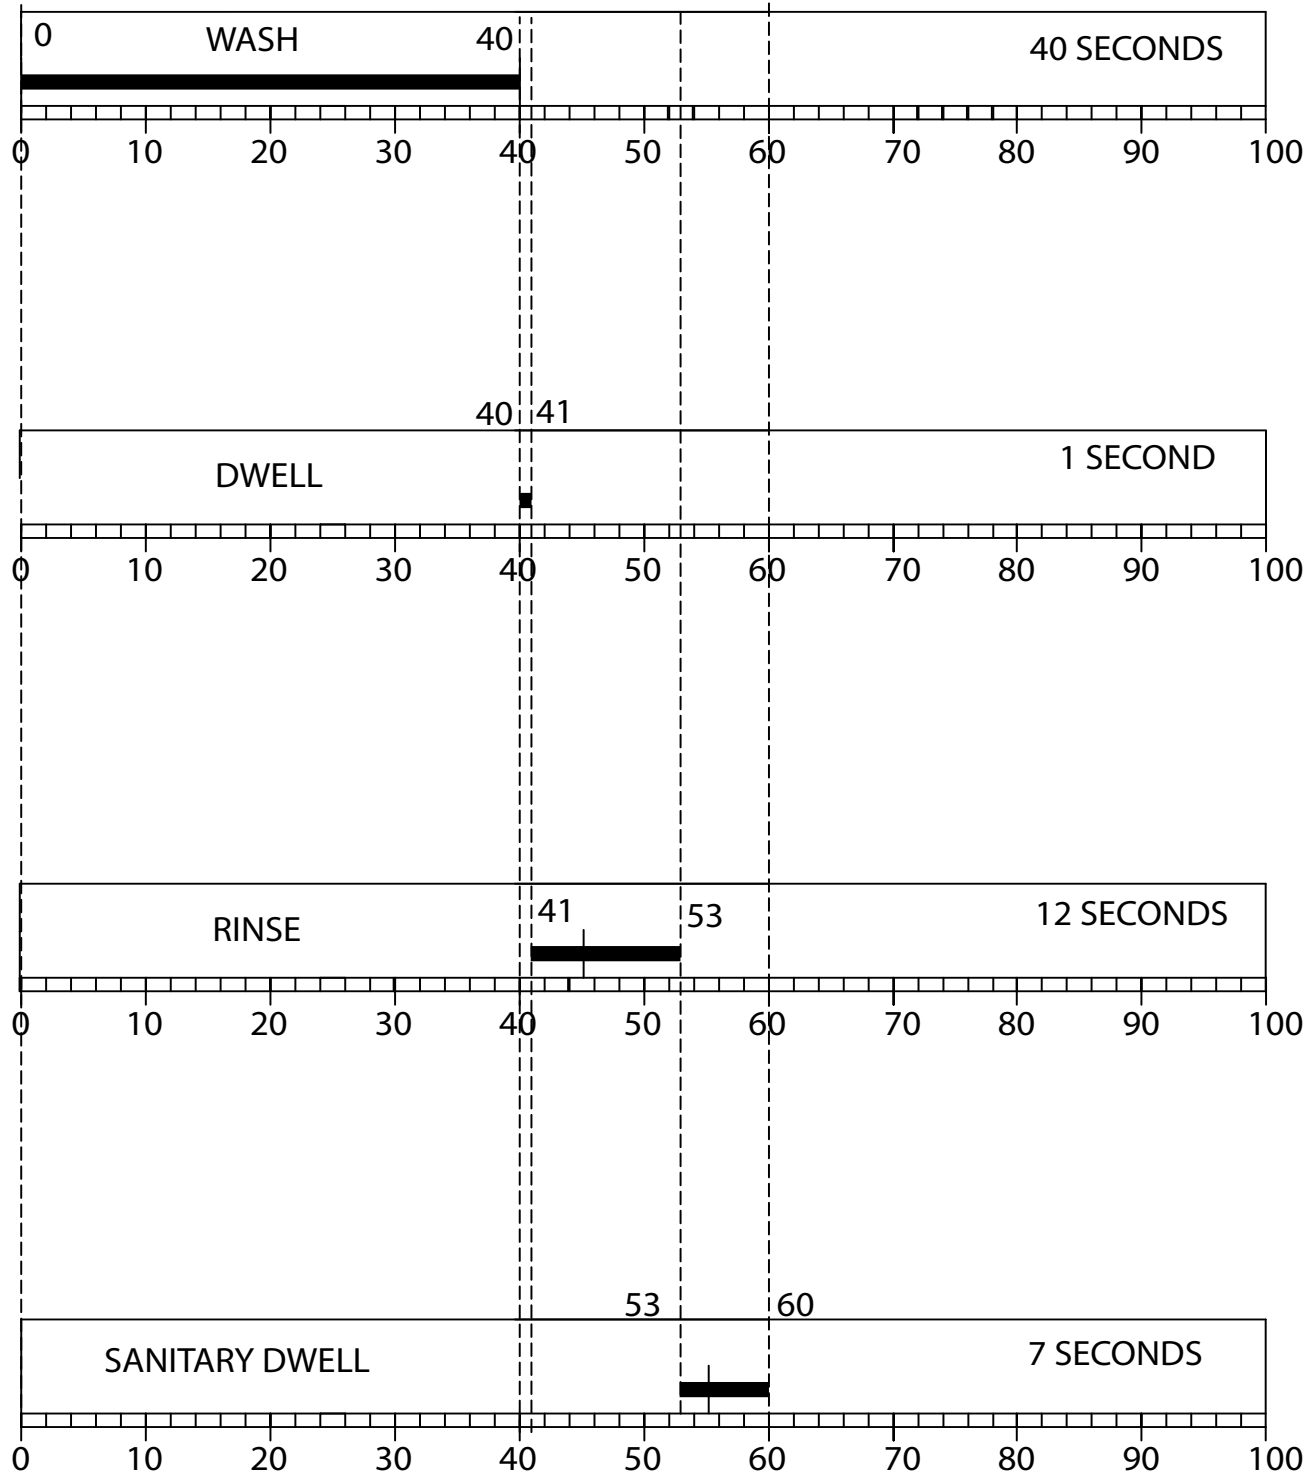 0 WASH 40 40 SECONDS
0 10 20 30 40 50 60 70 80 90 100
40 41
DWELL 1 SECOND
0 10 20 30 40 50 60 70 80 90 100
RINSE 41 53 12 SECONDS
0 10 20 30 40 50 60 70 80 90 100
53 60
SANITARY DWELL 7 SECONDS
0 10 20 30 40 50 60 70 80 90 100